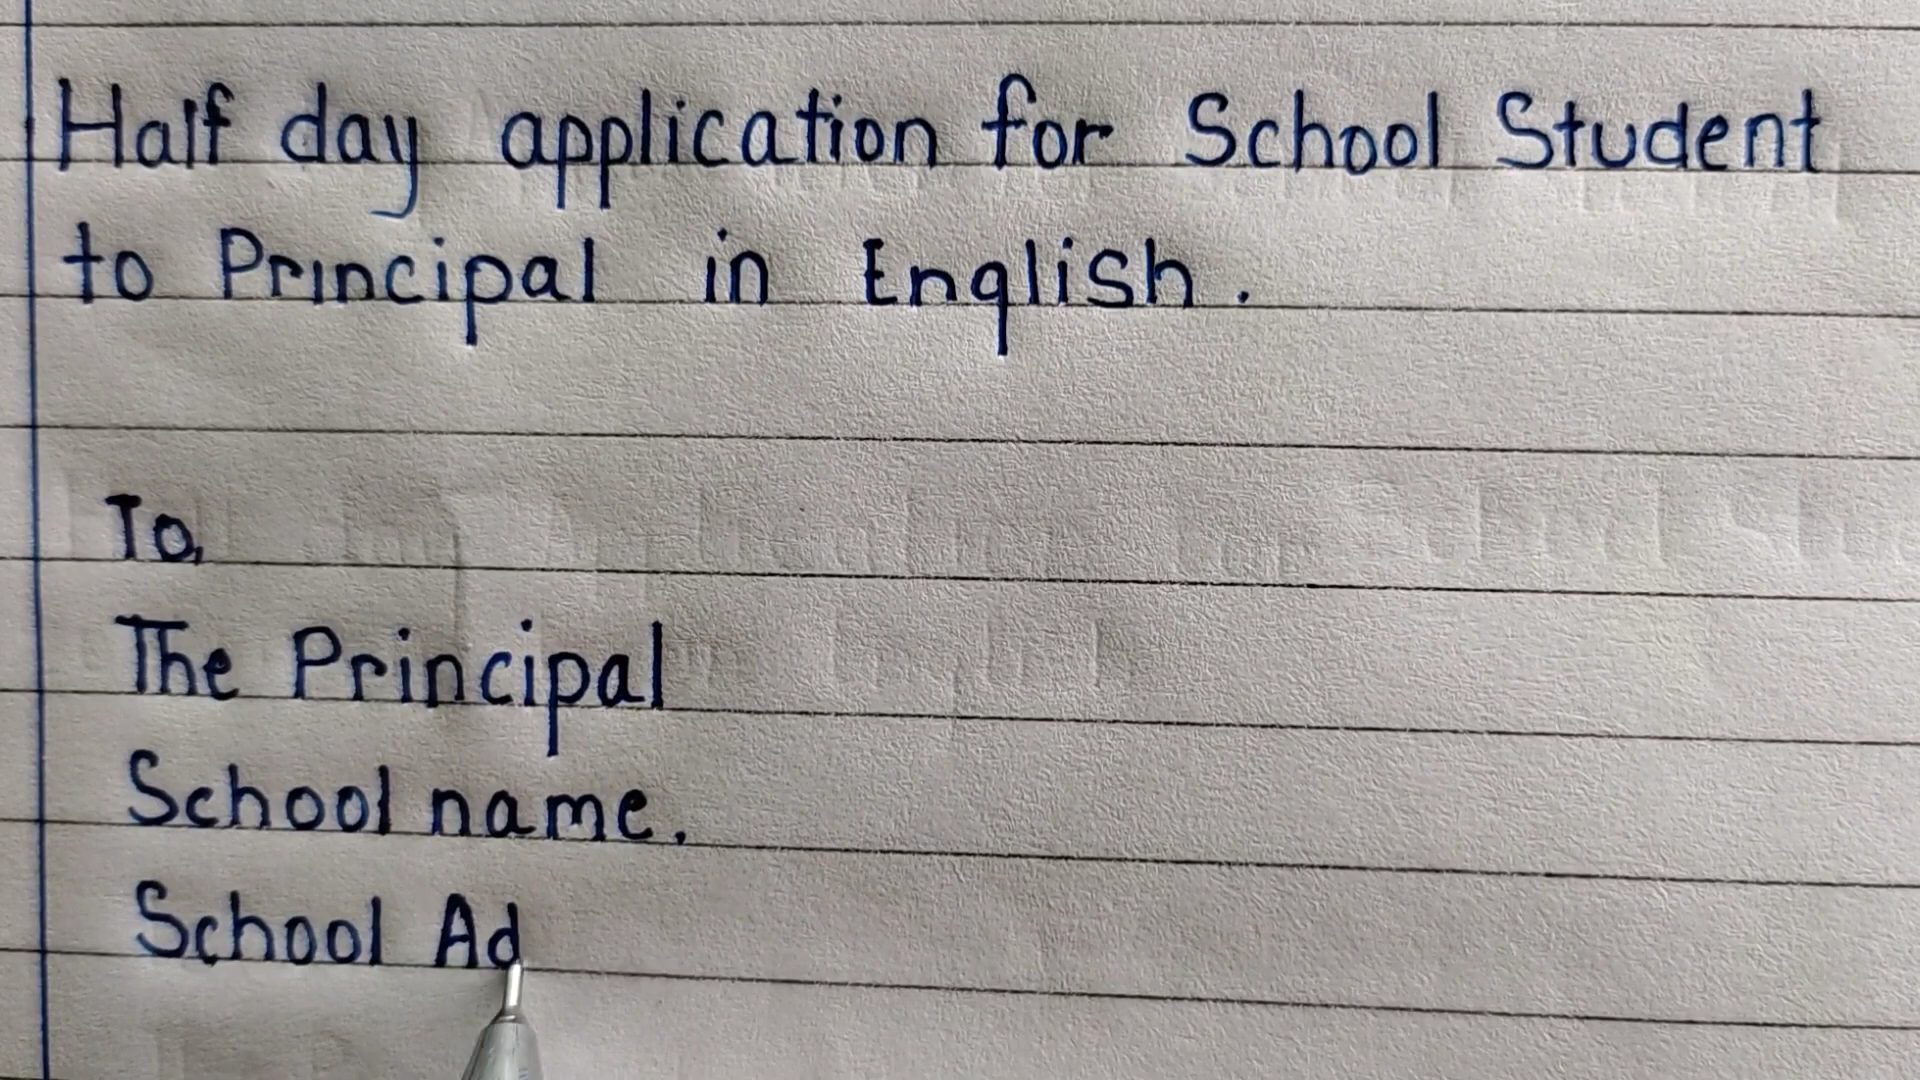 Half day application for School Student
to Principal in English.
To,
The Principal
School name.
School Ad